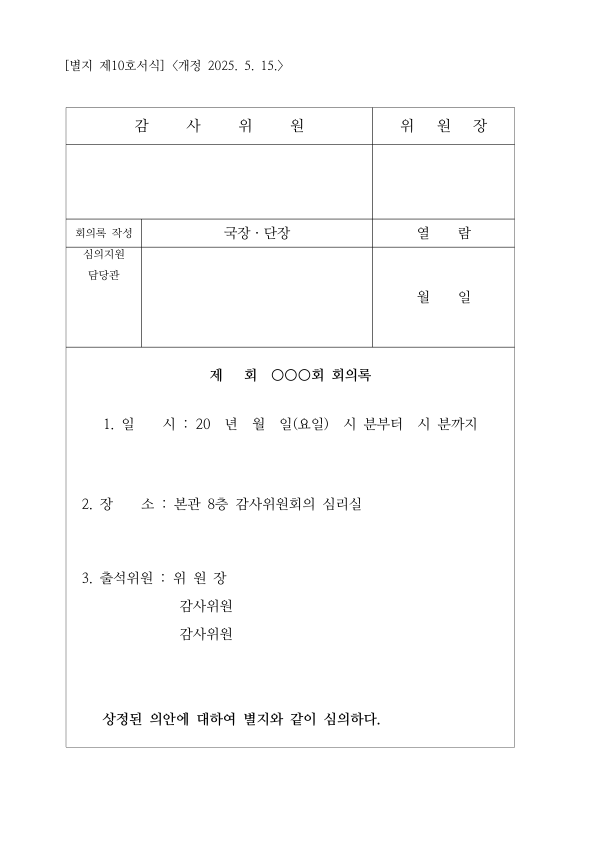 [별지 제10호서식] <개정 2025. 5. 15.>
감 사 위 원 위 원 장
회의록 작성 국장 · 단장 열 람
심의지원
담당관
월 일
제 회 ○○○회 회의록
1. 일 시 : 20 년 월 일(요일) 시 분부터 시 분까지
2. 장 소 : 본관 8층 감사위원회의 심리실
3. 출석위원 : 위 원 장
감사위원
감사위원
상정된 의안에 대하여 별지와 같이 심의하다.